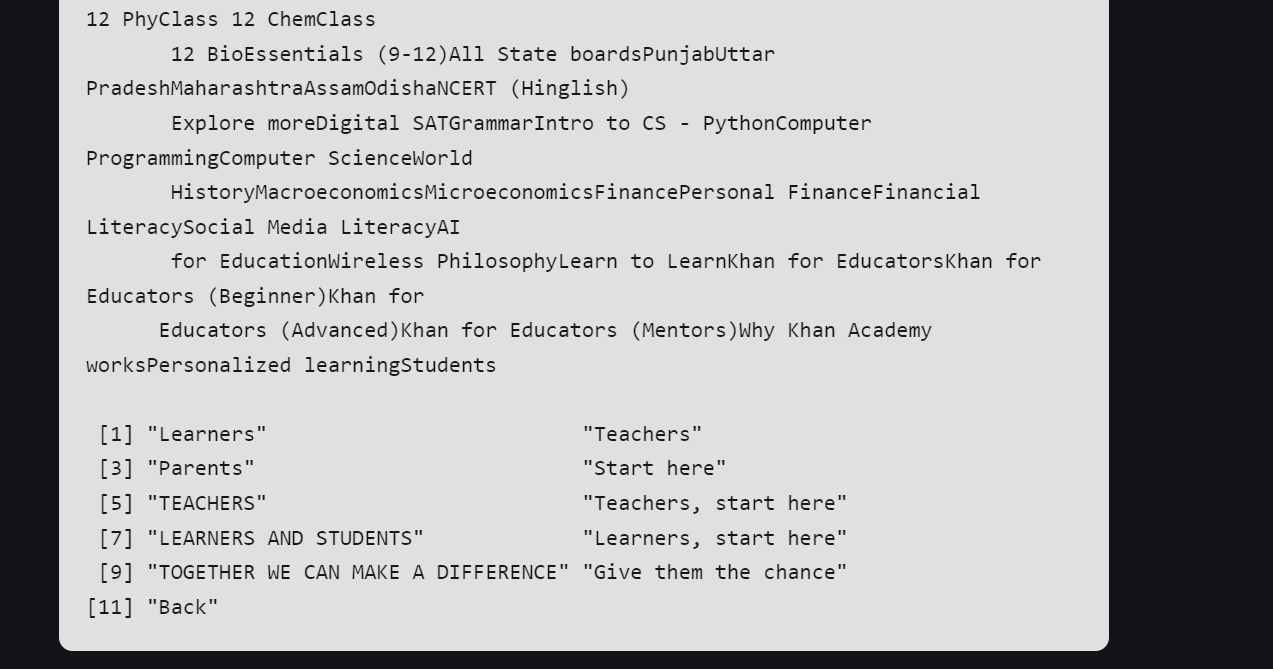 12 PhyClass 12 ChemClass
12 BioEssentials (9-12)All State boardsPunjabUttar
PradeshMaharashtraAssamOdishaNCERT (Hinglish)
Explore moreDigital SATGrammarIntro to CS - PythonComputer
ProgrammingComputer ScienceWorld
HistoryMacroeconomicsMicroeconomicsFinancePersonal FinanceFinancial
LiteracySocial Media LiteracyAI
for EducationWireless PhilosophyLearn to LearnKhan for EducatorsKhan for
Educators (Beginner)Khan for
Educators (Advanced)Khan for Educators (Mentors)Why Khan Academy
worksPersonalized learningStudents
[1] "Learners" "Teachers"
[3] "Parents" "Start here"
[5] "TEACHERS" "Teachers, start here"
[7] "LEARNERS AND STUDENTS" "Learners, start here"
[9] "TOGETHER WE CAN MAKE A DIFFERENCE" "Give them the chance"
[11] "Back"